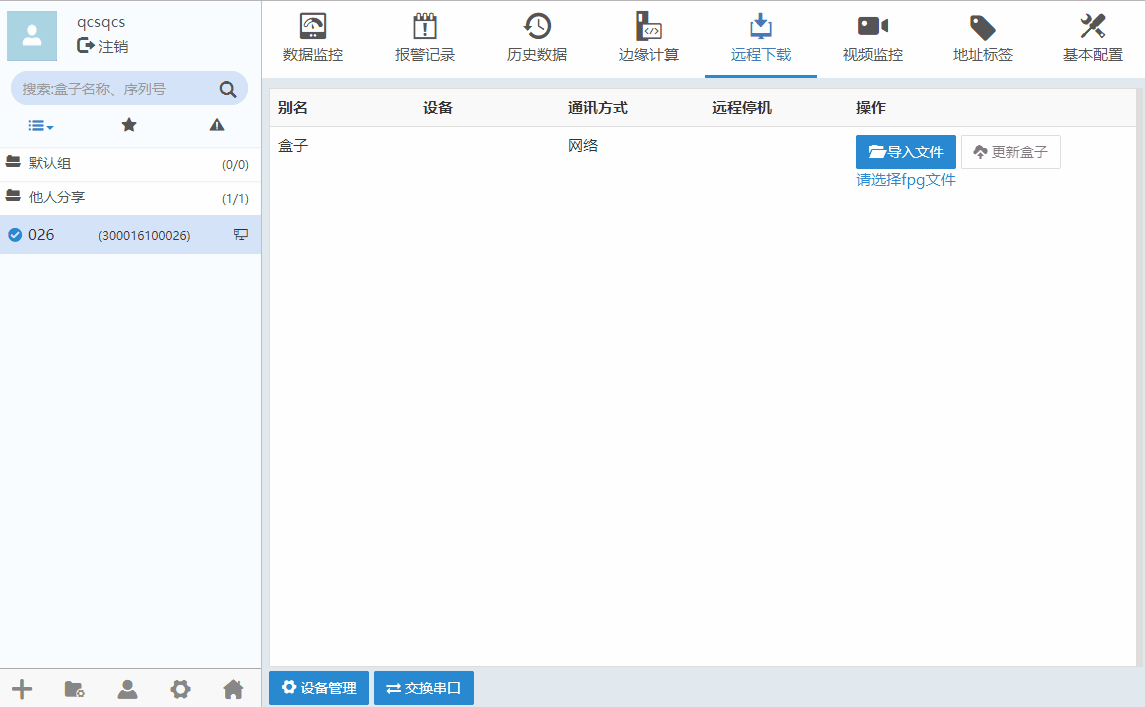 qcsqcs
注销
搜索:盒子名称、序列号
默认组 (0/0)
他人分享 (1/1)
026 (300016100026)
数据监控 报警记录 历史数据 边缘计算 远程下载 视频监控 地址标签 基本配置
别名 设备 通讯方式 远程停机 操作
盒子 网络 导入文件 更新盒子
请选择fpg文件
设备管理 交换串口